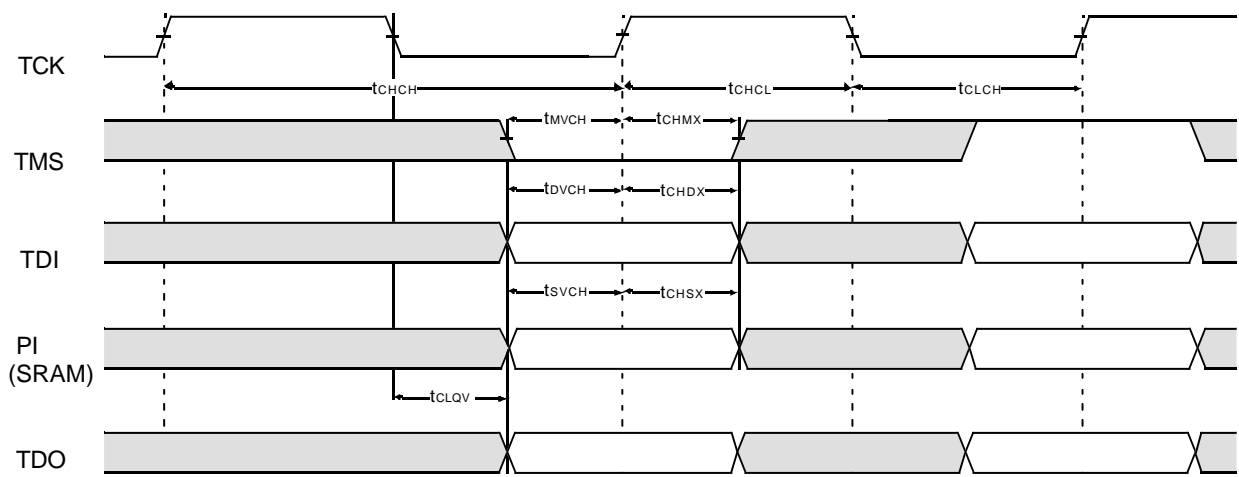 TCK
tCHCH
tCHCL
tCLCH
tMVCH
tCHMX
TMS
tDVCH
tCHDX
TDI
tSVCH
tCHSX
PI
(SRAM)
tCLQV
TDO